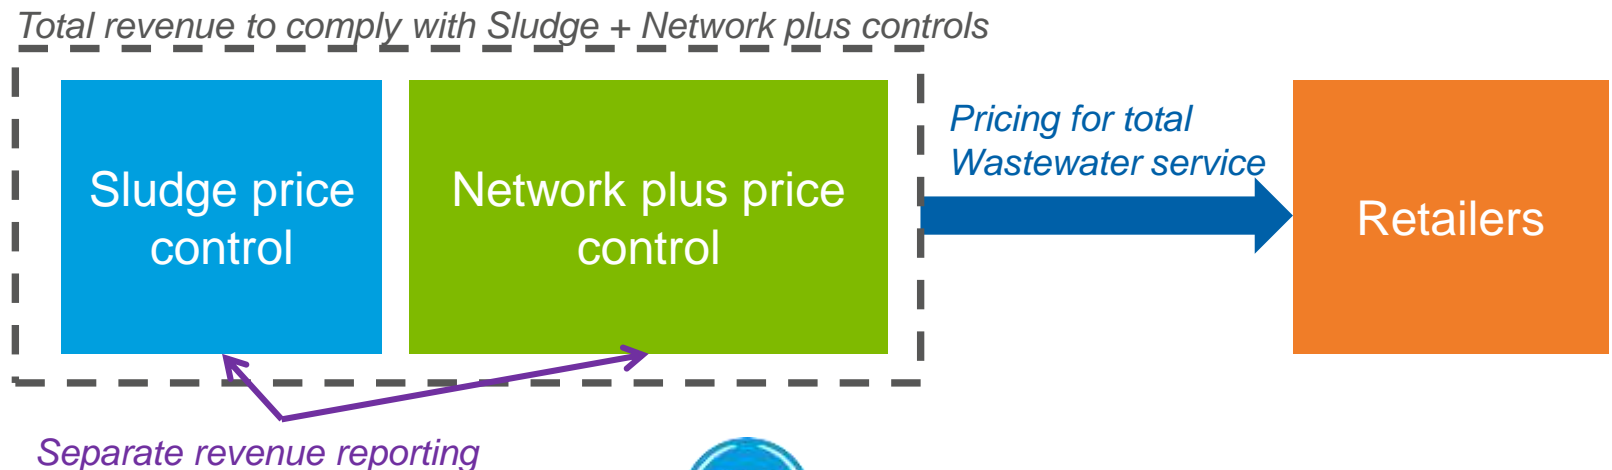 Total revenue to comply with Sludge + Network plus controls
Sludge price
control
Network plus price
control
Pricing for total
Wastewater service
Retailers
Separate revenue reporting